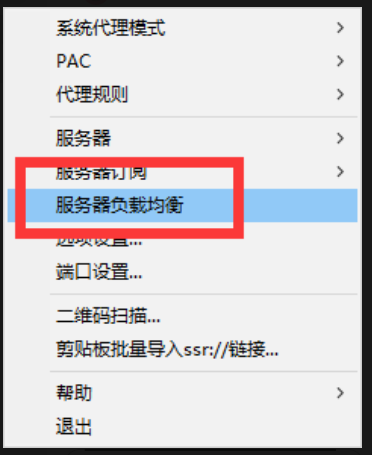 系统代理模式
PAC
代理规则
服务器
服务器订阅
服务器负载均衡
选项设置...
端口设置...
二维码扫描...
剪贴板批量导入ssr://链接...
帮助
退出